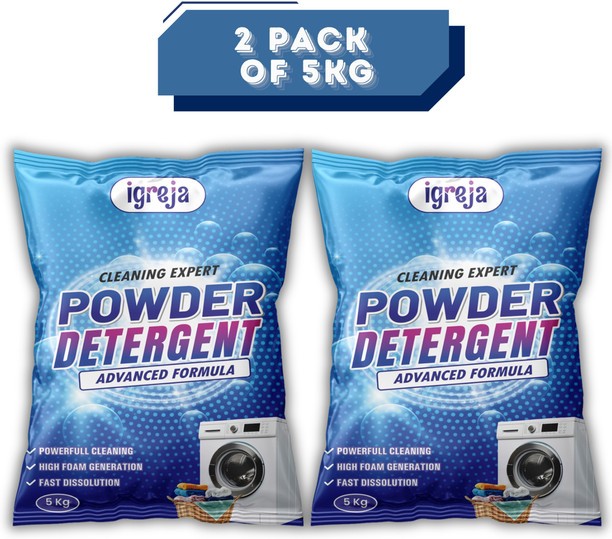 2 PACK
OF 5KG
igreja
CLEANING EXPERT
POWDER
DETERGENT
ADVANCED FORMULA
POWERFULL CLEANING
HIGH FOAM GENERATION
FAST DISSOLUTION
5 Kg
igreja
CLEANING EXPERT
POWDER
DETERGENT
ADVANCED FORMULA
POWERFULL CLEANING
HIGH FOAM GENERATION
FAST DISSOLUTION
5 Kg